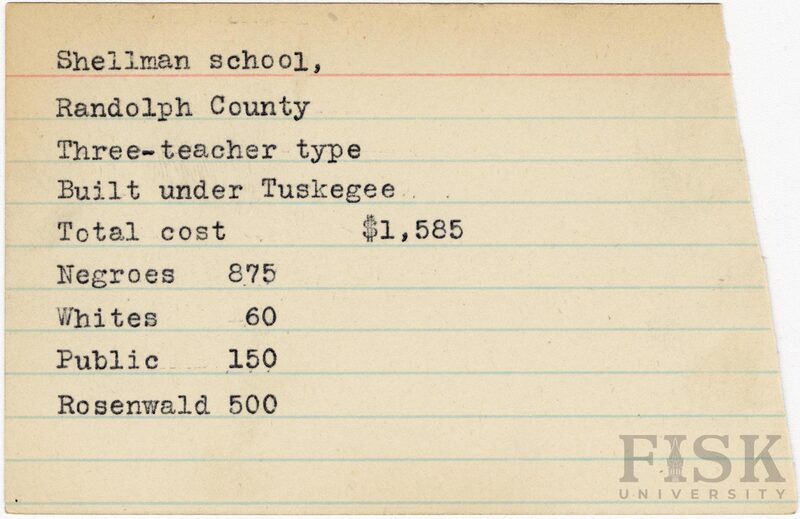 Shellman school,
Randolph County
Three-teacher type
Built under Tuskegee
Total cost $1,585
Negroes 875
Whites 60
Public 150
Rosenwald 500
FISK
UNIVERSITY